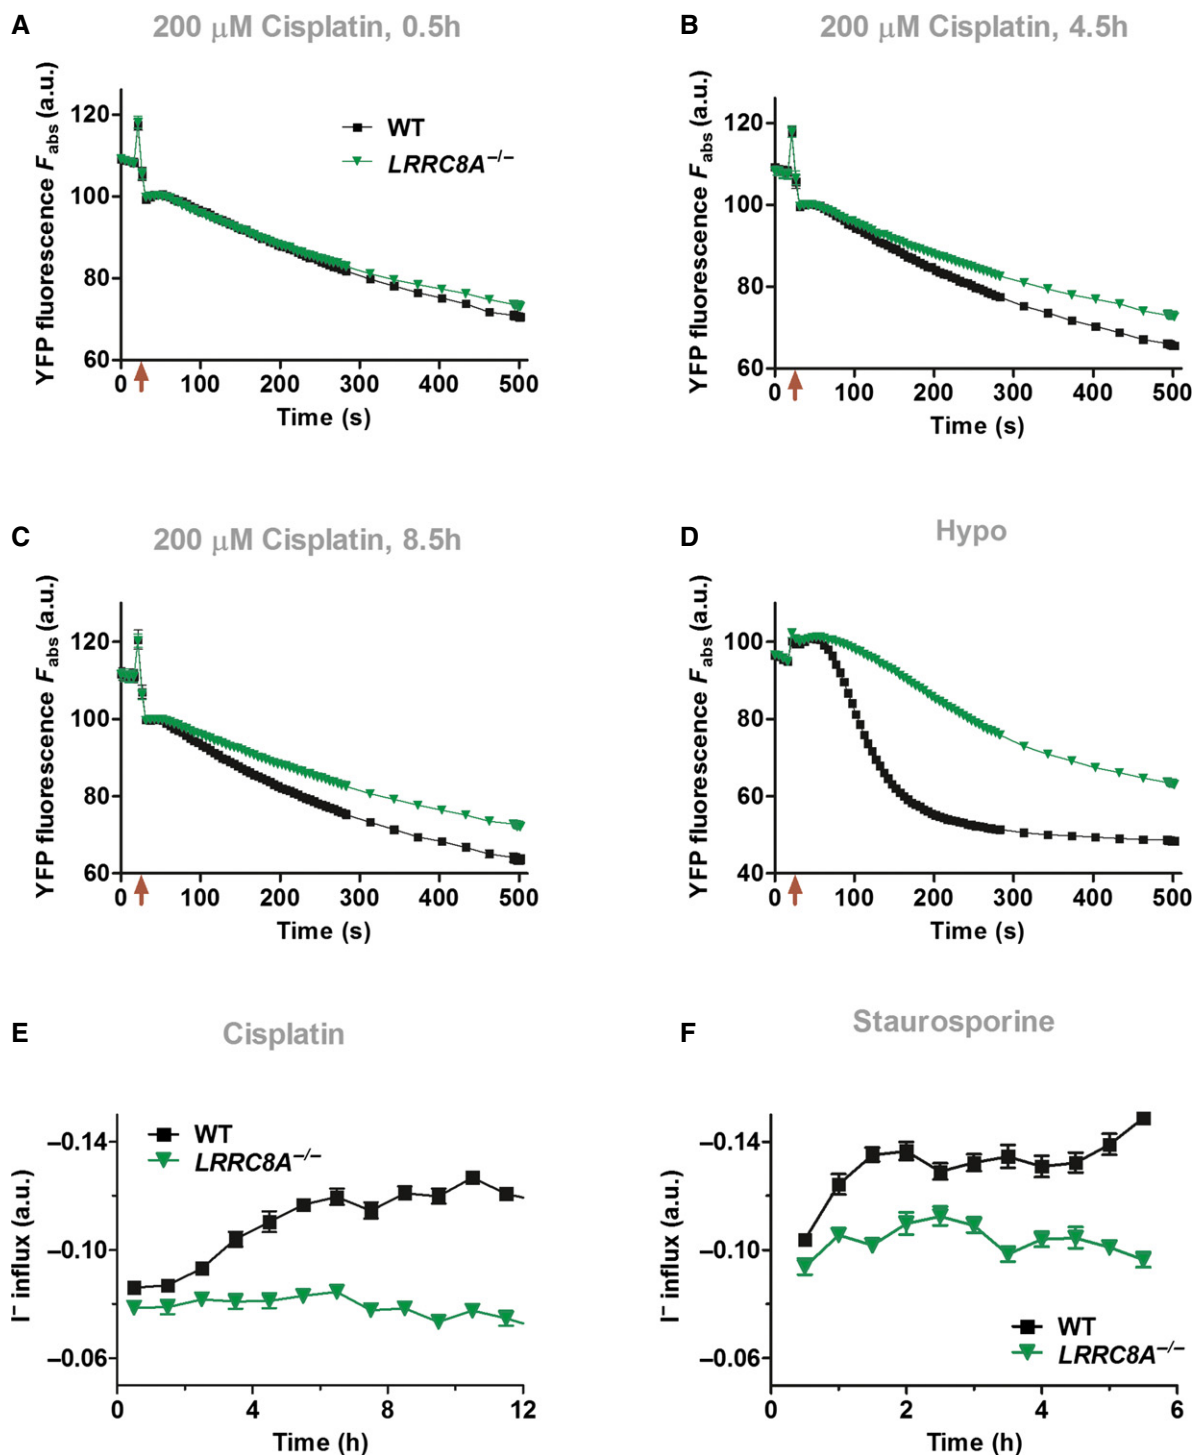 A
200 µM Cisplatin, 0.5h
YFP fluorescence Fabs (a.u.)
120
100
80
60
WT
LRRC8A–/–
0 100 200 300 400 500
Time (s)
B
200 µM Cisplatin, 4.5h
YFP fluorescence Fabs (a.u.)
120
100
80
60
0 100 200 300 400 500
Time (s)
C
200 µM Cisplatin, 8.5h
YFP fluorescence Fabs (a.u.)
120
100
80
60
0 100 200 300 400 500
Time (s)
D
Hypo
YFP fluorescence Fabs (a.u.)
100
80
60
40
0 100 200 300 400 500
Time (s)
E
Cisplatin
I– influx (a.u.)
–0.14
–0.10
–0.06
WT
LRRC8A–/–
0 4 8 12
Time (h)
F
Staurosporine
I– influx (a.u.)
–0.14
–0.10
–0.06
WT
LRRC8A–/–
0 2 4 6
Time (h)